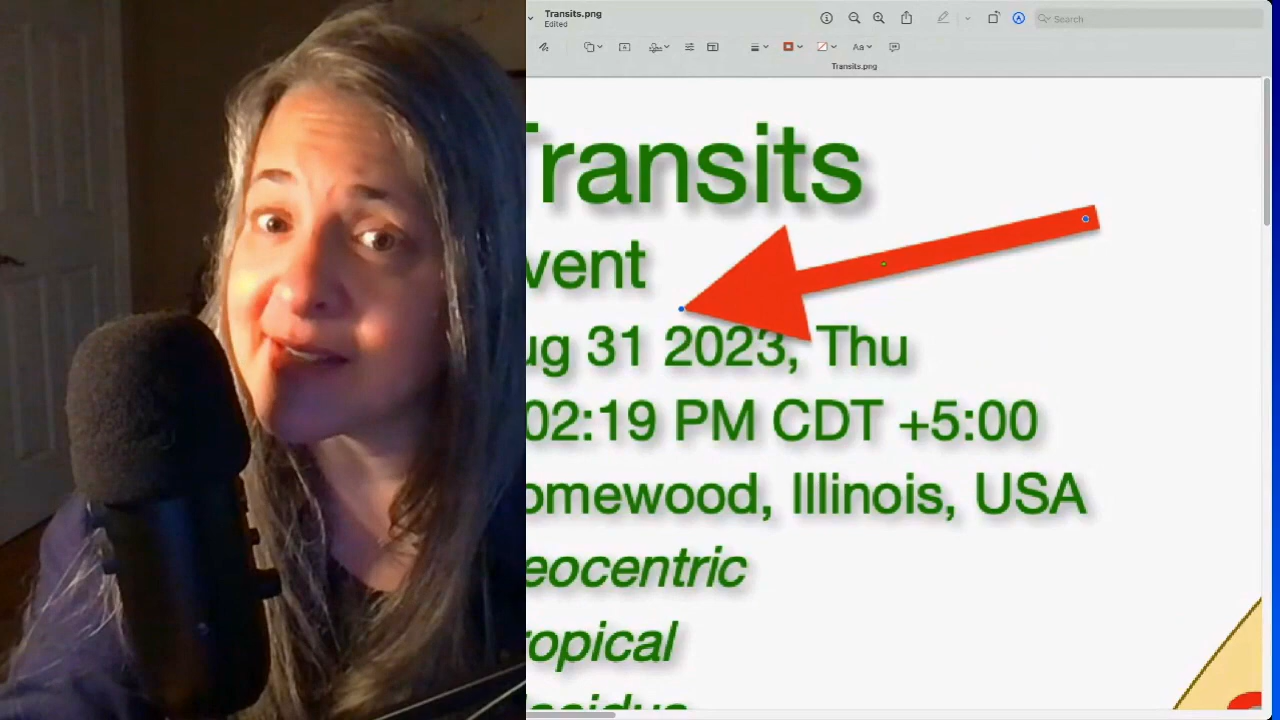 Transits.png
Edited
Search
Aa
Transits.png
Transits
vent
ug 31 2023, Thu
02:19 PM CDT +5:00
omewood, Illinois, USA
eocentric
ropical